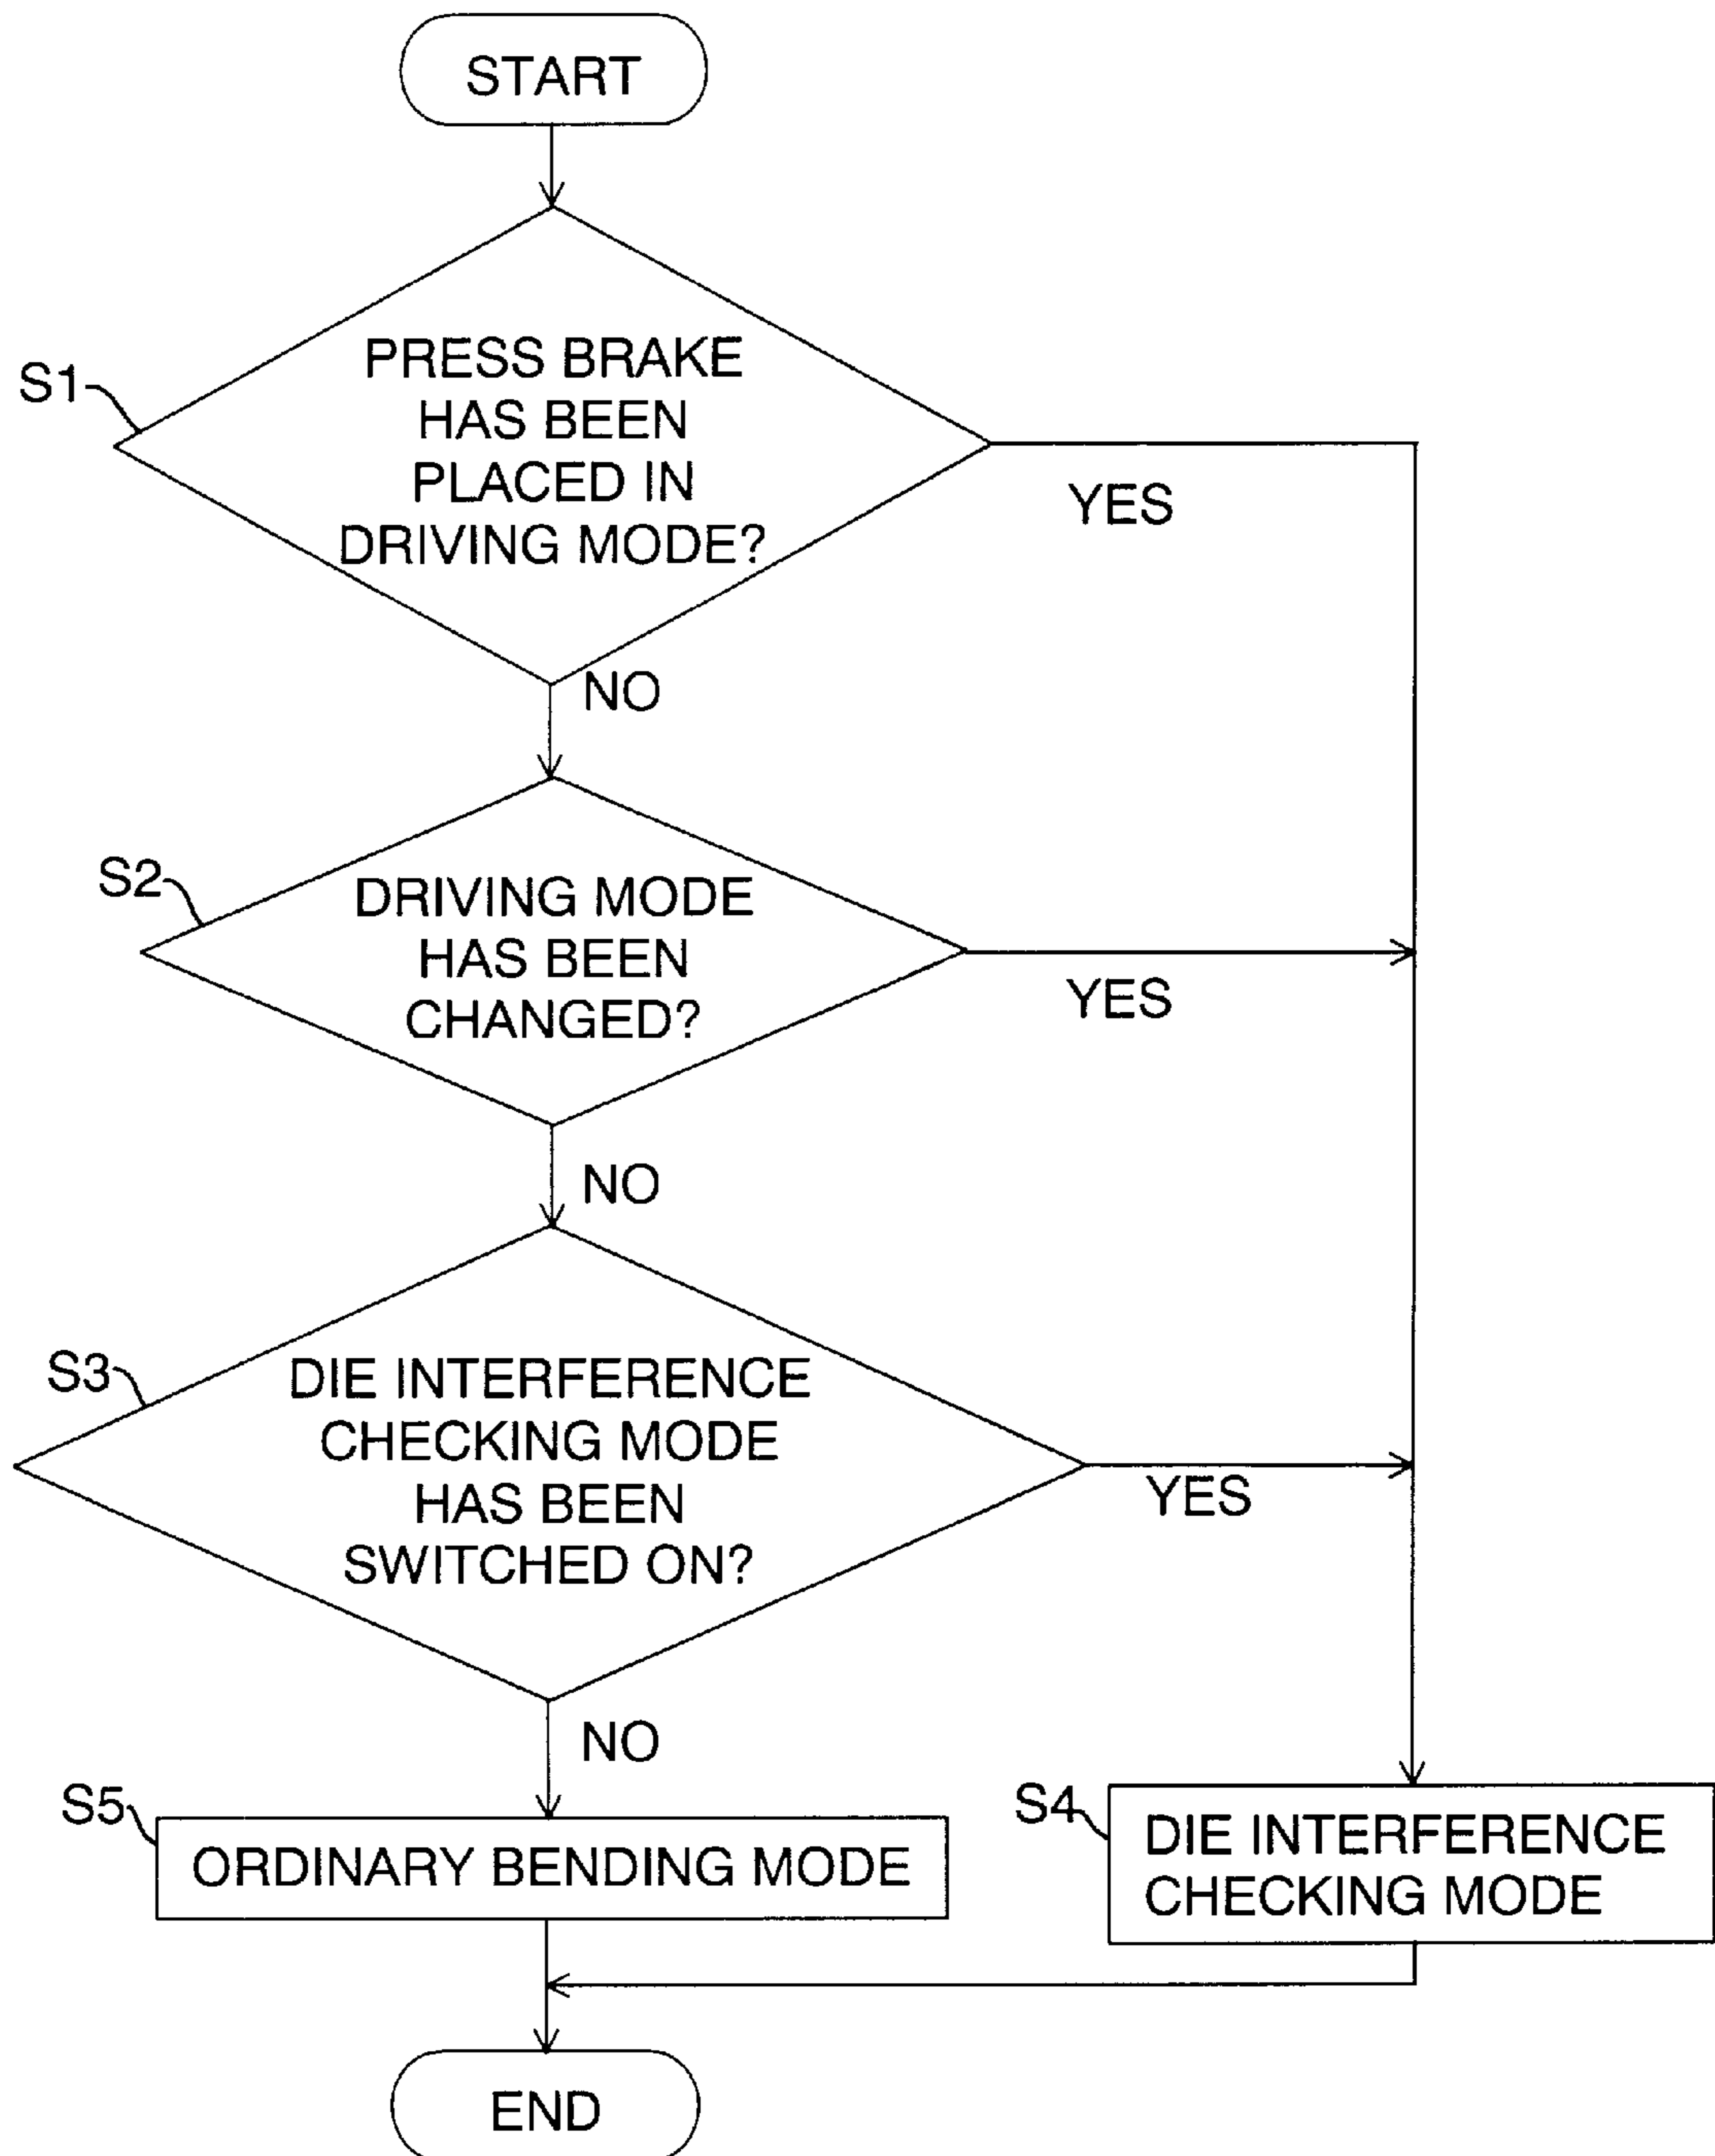 START
S1
PRESS BRAKE
HAS BEEN
PLACED IN
DRIVING MODE?
YES
NO
S2
DRIVING MODE
HAS BEEN
CHANGED?
YES
NO
S3
DIE INTERFERENCE
CHECKING MODE
HAS BEEN
SWITCHED ON?
YES
NO
S5
ORDINARY BENDING MODE
S4
DIE INTERFERENCE
CHECKING MODE
END